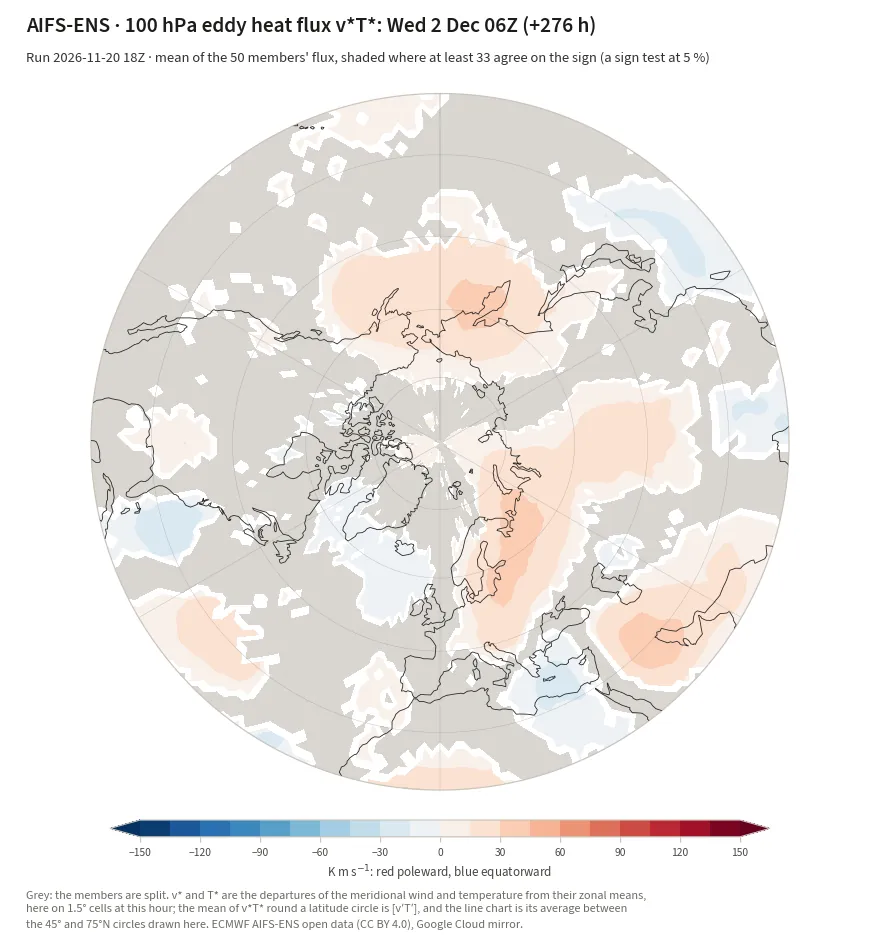 AIFS-ENS · 100 hPa eddy heat flux v*T*: Wed 2 Dec 06Z (+276 h)
Run 2026-11-20 18Z · mean of the 50 members' flux, shaded where at least 33 agree on the sign (a sign test at 5 %)
−150 −120 −90 −60 −30 0 30 60 90 120 150
K m s⁻¹: red poleward, blue equatorward
Grey: the members are split. v* and T* are the departures of the meridional wind and temperature from their zonal means,
here on 1.5° cells at this hour; the mean of v*T* round a latitude circle is [v′T′], and the line chart is its average between
the 45° and 75°N circles drawn here. ECMWF AIFS-ENS open data (CC BY 4.0), Google Cloud mirror.